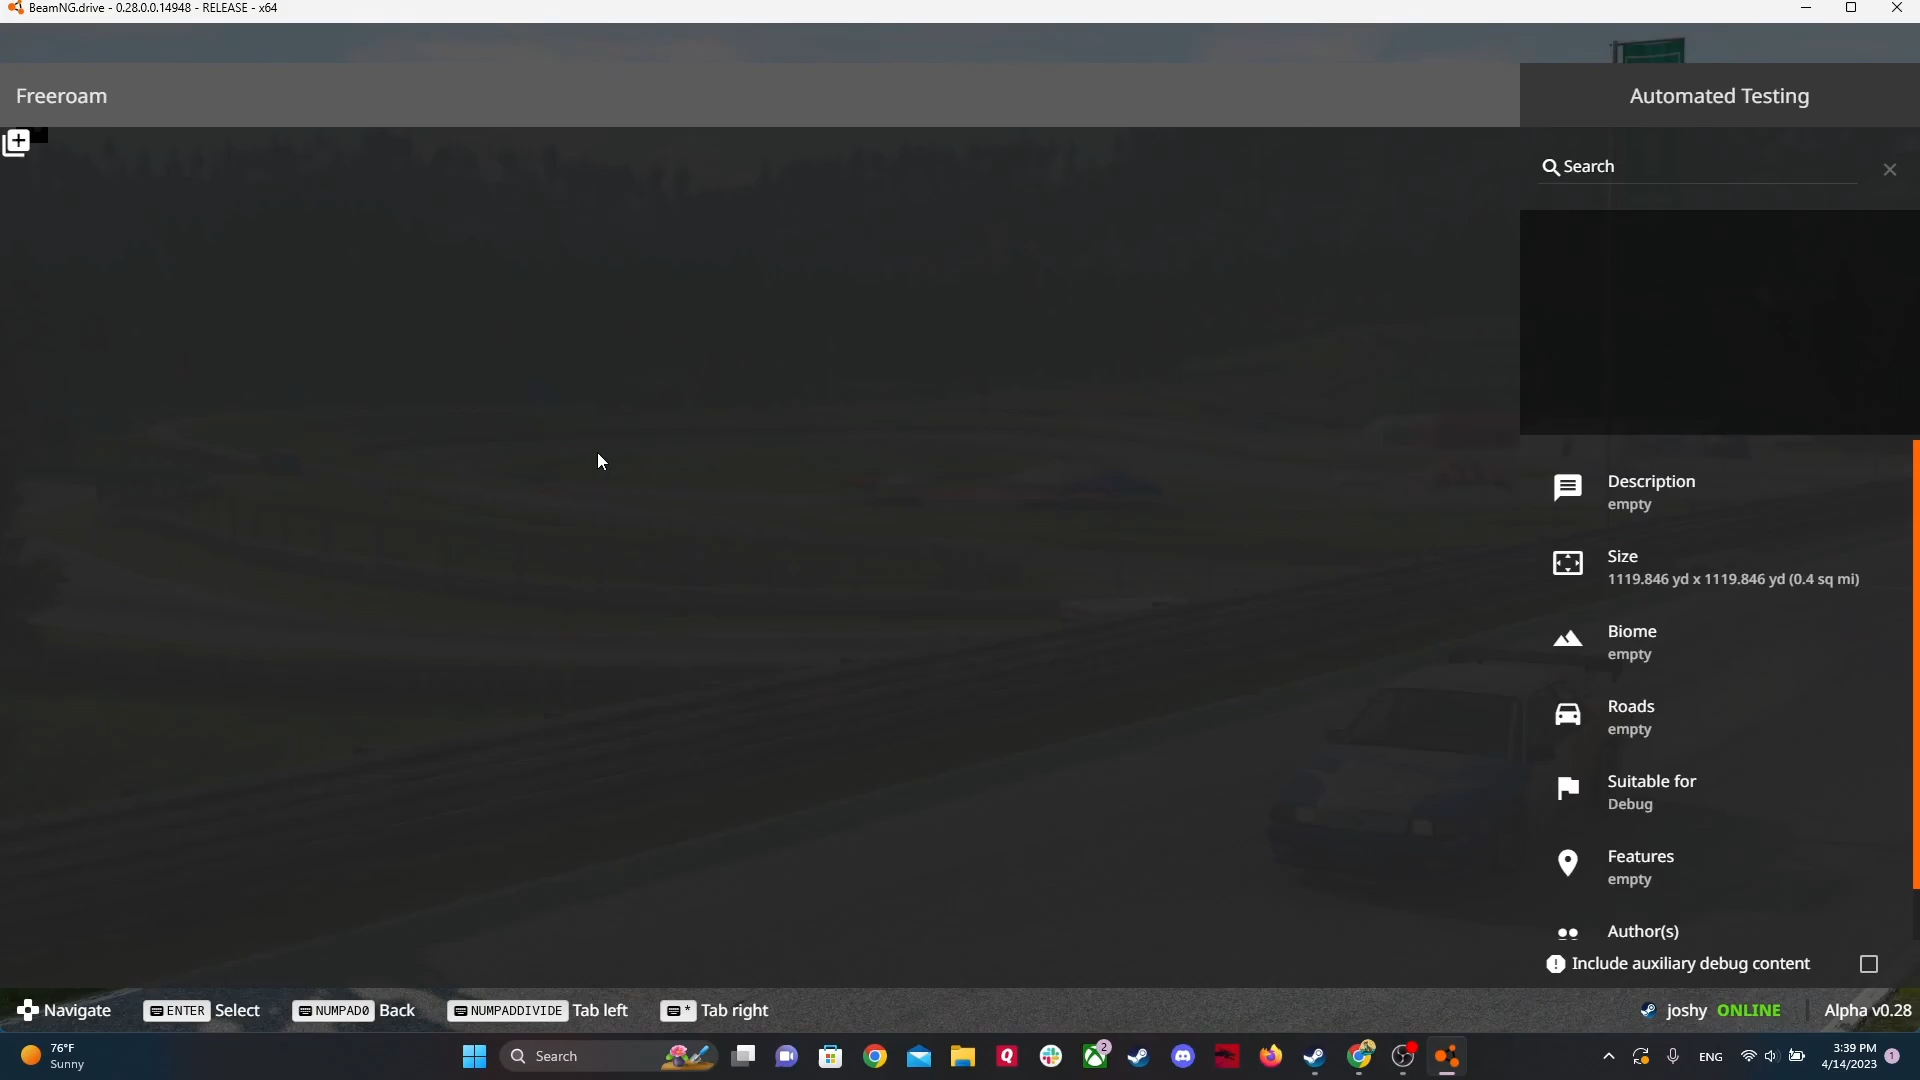 BeamNG.drive - 0.28.0.0.14948 - RELEASE - x64
Freeroam
Automated Testing
Search
Description
empty
Size
1119.846 yd x 1119.846 yd (0.4 sq mi)
Biome
empty
Roads
empty
Suitable for
Debug
Features
empty
Author(s)
Include auxiliary debug content
Navigate ENTER Select NUMPAD0 Back NUMPADDIVIDE Tab left * Tab right joshy ONLINE Alpha v0.28
76°F
Sunny
Search
2
ENG
3:39 PM
4/14/2023
1